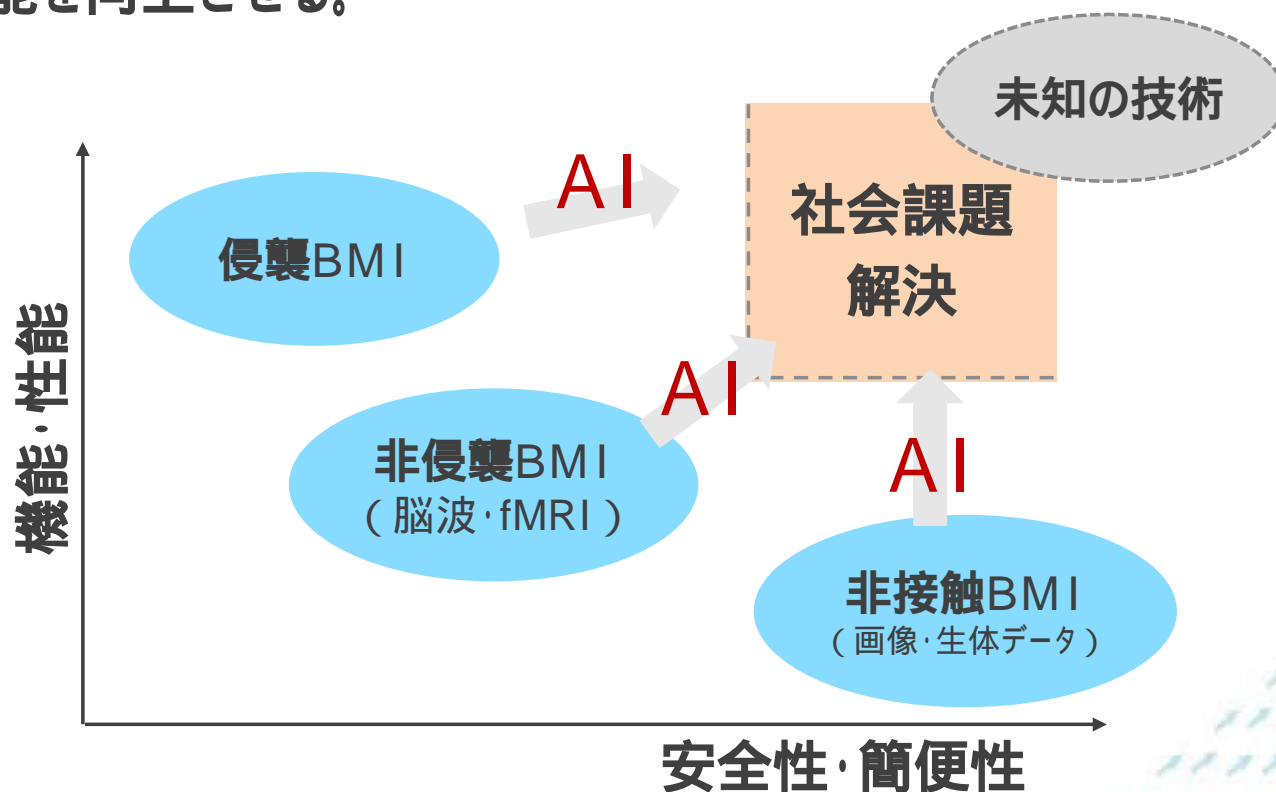 能を向上させる。
未知の技術
AI
社会課題
解決
侵襲BMI
機能・性能
AI
非侵襲BMI
(脳波・fMRI)
AI
非接触BMI
(画像・生体データ)
安全性・簡便性